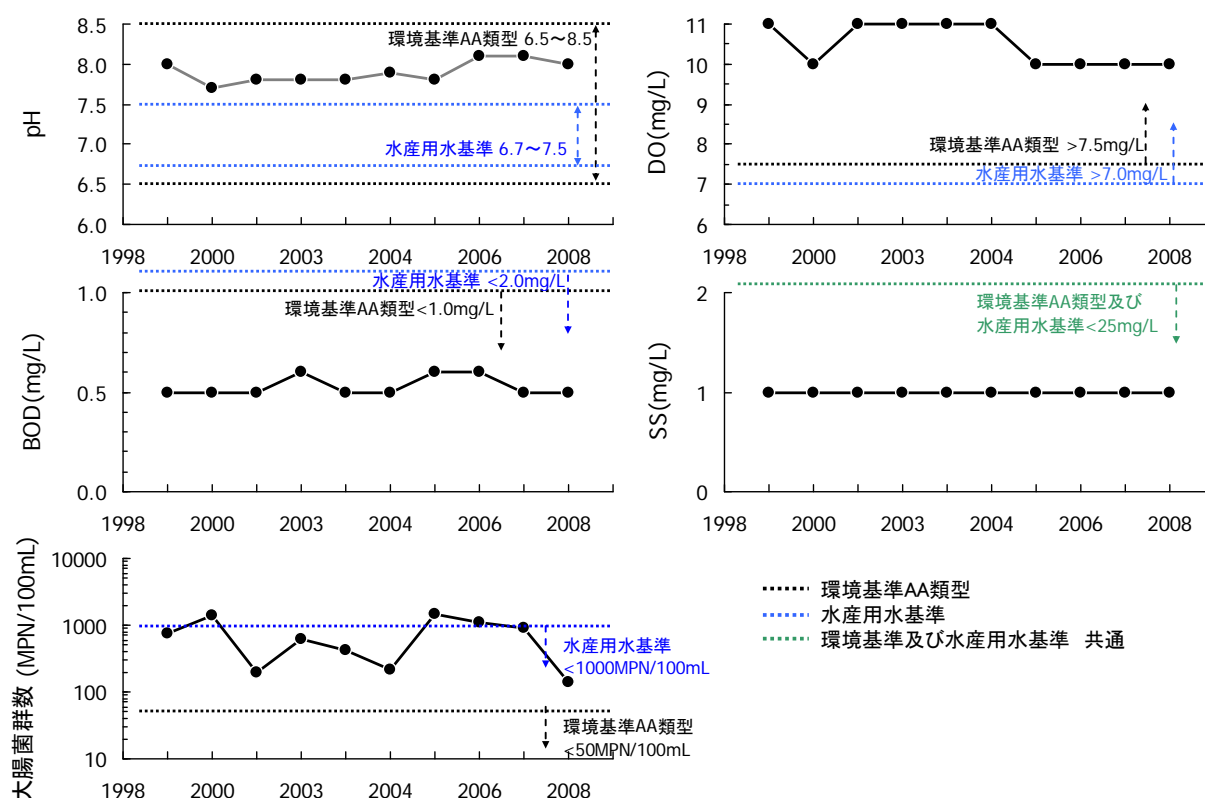 8.5
8.0
7.5
7.0
6.5
6.0
pH
環境基準AA類型 6.5~8.5
水産用水基準 6.7~7.5
1998 2000 2003 2004 2006 2008
11
10
9
8
7
6
DO(mg/L)
環境基準AA類型 >7.5mg/L
水産用水基準 >7.0mg/L
1998 2000 2003 2004 2006 2008
1.0
0.5
0.0
BOD(mg/L)
水産用水基準 <2.0mg/L
環境基準AA類型<1.0mg/L
1998 2000 2003 2004 2006 2008
2
1
0
SS(mg/L)
環境基準AA類型及び
水産用水基準<25mg/L
1998 2000 2003 2004 2006 2008
10000
1000
100
10
大腸菌群数 (MPN/100mL)
水産用水基準
<1000MPN/100mL
環境基準AA類型
<50MPN/100mL
1998 2000 2003 2004 2006 2008
環境基準AA類型
水産用水基準
環境基準及び水産用水基準 共通